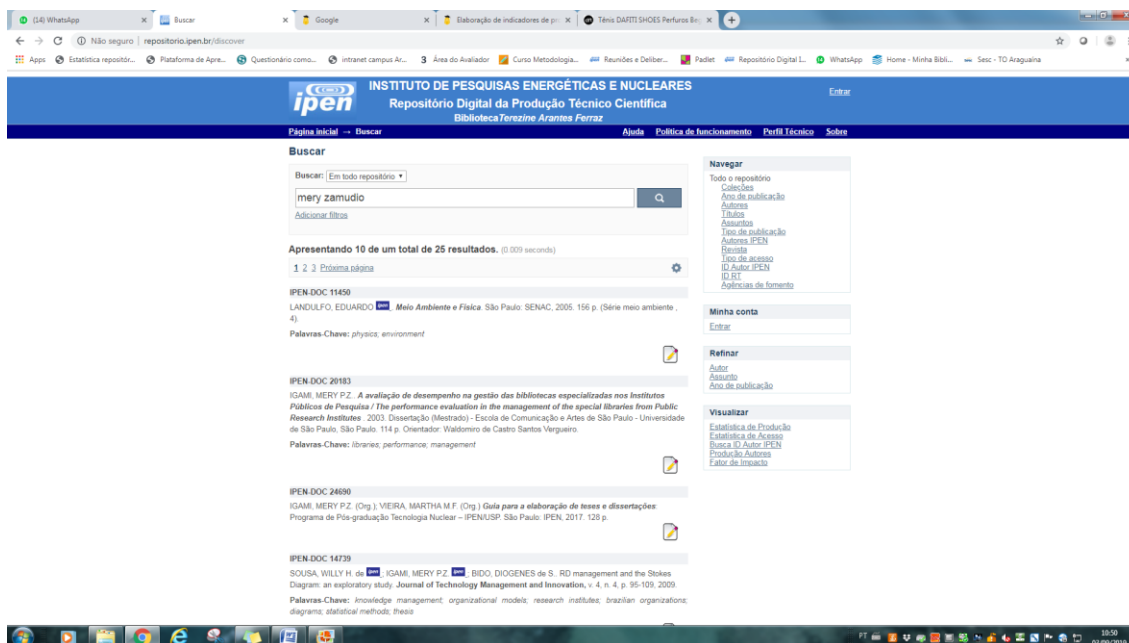 (14) WhatsApp
Buscar
Google
Elaboração de indicadores de pr
Tênis DAFITI SHOES Perfuros Be
Não seguro | repositorio.ipen.br/discover
Apps
Estatística repositór...
Plataforma de Apre...
Questionário como...
intranet campus Ar...
Área do Avaliador
Curso Metodologia...
Reuniões e Deliber...
Padlet
Repositório Digital I...
WhatsApp
Home - Minha Bibli...
Sesc - TO Araguaina
ipen
INSTITUTO DE PESQUISAS ENERGÉTICAS E NUCLEARES
Repositório Digital da Produção Técnico Científica
Biblioteca Terezine Arantes Ferraz
Entrar
Página inicial → Buscar
Ajuda Política de funcionamento Perfil Técnico Sobre
Buscar
Buscar: Em todo repositório
mery zamudio
Adicionar filtros
Apresentando 10 de um total de 25 resultados. (0.009 seconds)
1 2 3 Próxima página
IPEN-DOC 11450
LANDULFO, EDUARDO ipen . Meio Ambiente e Física. São Paulo: SENAC, 2005. 156 p. (Série meio ambiente ,
4).
Palavras-Chave: physics; environment
IPEN-DOC 20183
IGAMI, MERY P.Z.. A avaliação de desempenho na gestão das bibliotecas especializadas nos Institutos
Públicos de Pesquisa / The performance evaluation in the management of the special libraries from Public
Research Institutes . 2003. Dissertação (Mestrado) - Escola de Comunicação e Artes de São Paulo - Universidade
de São Paulo, São Paulo. 114 p. Orientador: Waldomiro de Castro Santos Vergueiro.
Palavras-Chave: libraries; performance; management
IPEN-DOC 24690
IGAMI, MERY P.Z. (Org.); VIEIRA, MARTHA M.F. (Org.) Guia para a elaboração de teses e dissertações:
Programa de Pós-graduação Tecnologia Nuclear – IPEN/USP. São Paulo: IPEN, 2017. 128 p.
IPEN-DOC 14739
SOUSA, WILLY H. de ipen ; IGAMI, MERY P.Z. ipen ; BIDO, DIOGENES de S.. RD management and the Stokes
Diagram: an exploratory study. Journal of Technology Management and Innovation, v. 4, n. 4, p. 95-109, 2009.
Palavras-Chave: knowledge management; organizational models; research institutes; brazilian organizations;
diagrams; statistical methods; thesis
Navegar
Todo o repositório
Coleções
Ano de publicação
Autores
Títulos
Assuntos
Tipo de publicação
Autores IPEN
Revista
Tipo de acesso
ID Autor IPEN
ID RT
Agências de fomento
Minha conta
Entrar
Refinar
Autor
Assunto
Ano de publicação
Visualizar
Estatística de Produção
Estatística de Acesso
Busca ID Autor IPEN
Produção Autores
Fator de Impacto
PT
10:50